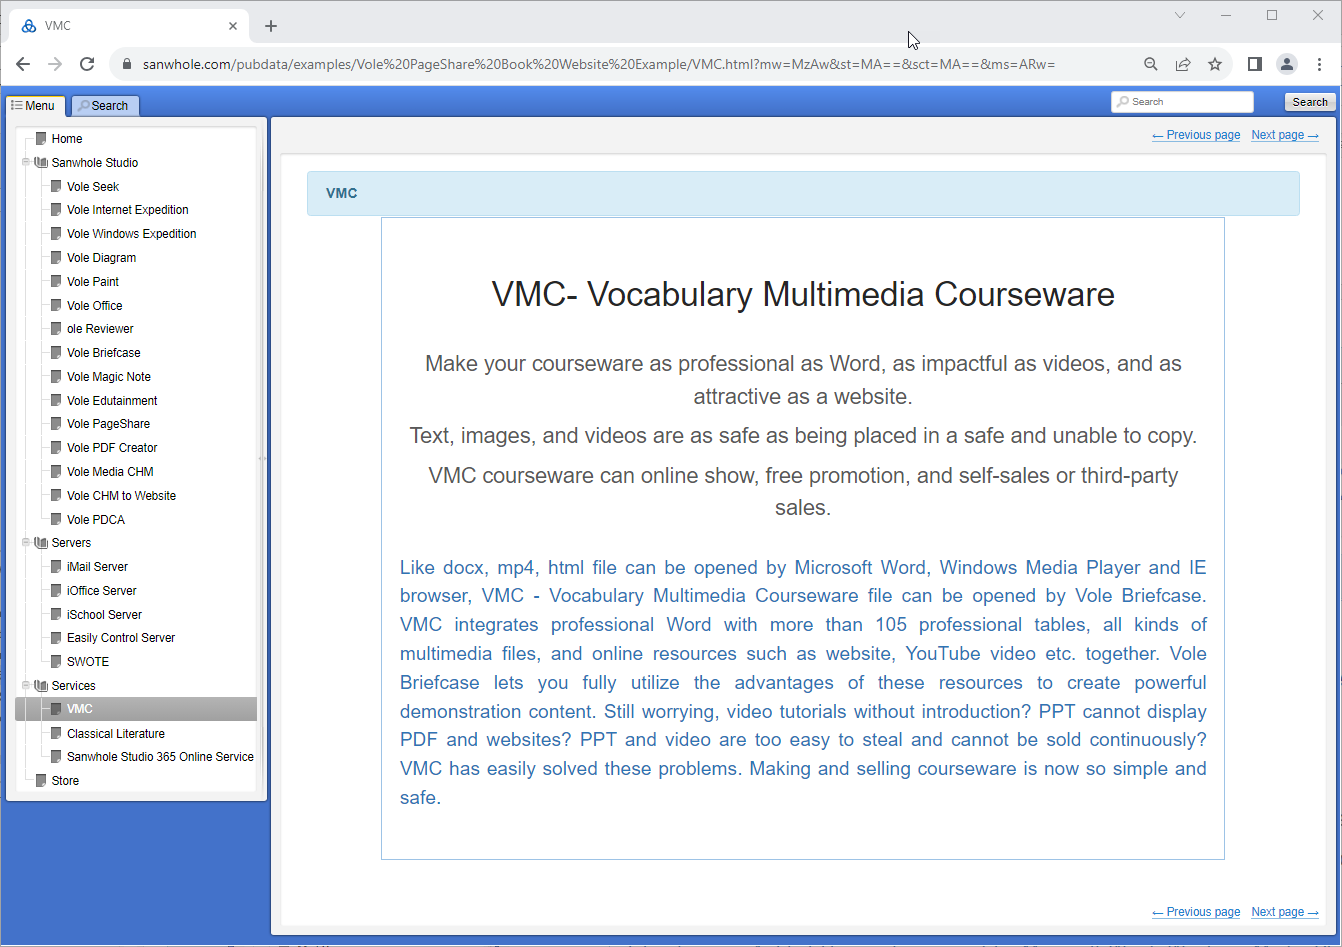 VMC
sanwhole.com/pubdata/examples/Vole%20PageShare%20Book%20Website%20Example/VMC.html?mw=MzAw&st=MA==&sct=MA==&ms=ARw=
Menu
Search
Search
Search
Home
Sanwhole Studio
Vole Seek
Vole Internet Expedition
Vole Windows Expedition
Vole Diagram
Vole Paint
Vole Office
ole Reviewer
Vole Briefcase
Vole Magic Note
Vole Edutainment
Vole PageShare
Vole PDF Creator
Vole Media CHM
Vole CHM to Website
Vole PDCA
Servers
iMail Server
iOffice Server
iSchool Server
Easily Control Server
SWOTE
Services
VMC
Classical Literature
Sanwhole Studio 365 Online Service
Store
← Previous page Next page →
VMC
VMC- Vocabulary Multimedia Courseware
Make your courseware as professional as Word, as impactful as videos, and as
attractive as a website.
Text, images, and videos are as safe as being placed in a safe and unable to copy.
VMC courseware can online show, free promotion, and self-sales or third-party
sales.
Like docx, mp4, html file can be opened by Microsoft Word, Windows Media Player and IE
browser, VMC - Vocabulary Multimedia Courseware file can be opened by Vole Briefcase.
VMC integrates professional Word with more than 105 professional tables, all kinds of
multimedia files, and online resources such as website, YouTube video etc. together. Vole
Briefcase lets you fully utilize the advantages of these resources to create powerful
demonstration content. Still worrying, video tutorials without introduction? PPT cannot display
PDF and websites? PPT and video are too easy to steal and cannot be sold continuously?
VMC has easily solved these problems. Making and selling courseware is now so simple and
safe.
← Previous page Next page →